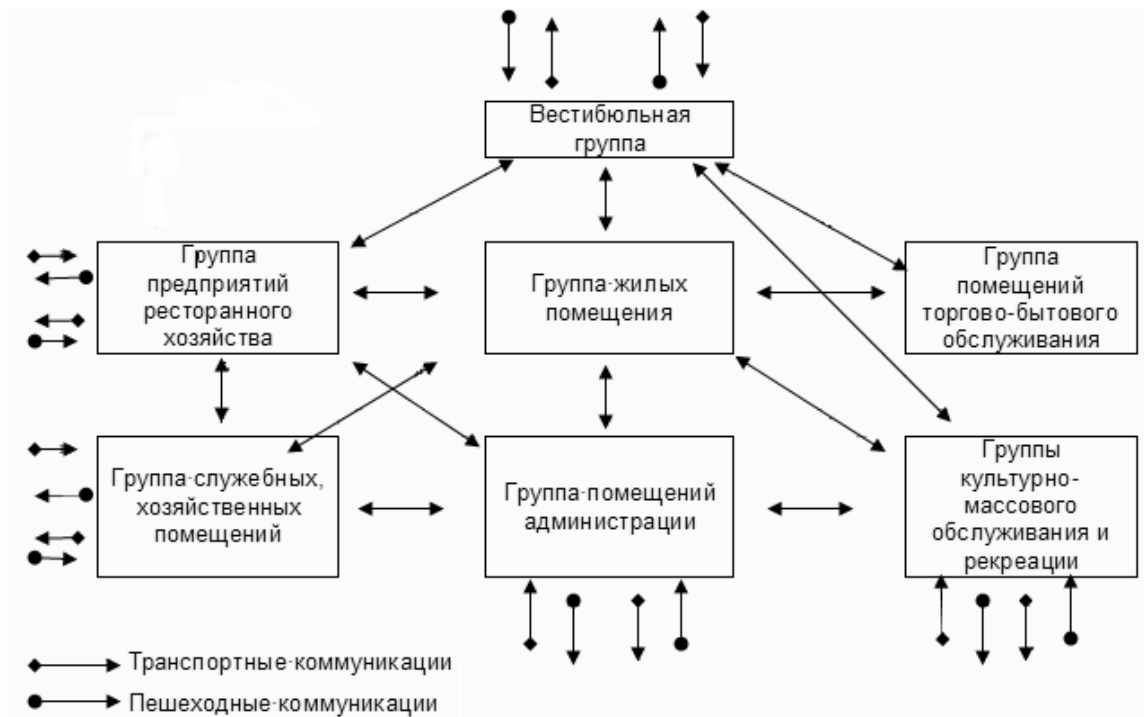 Вестибюльная
группа
Группа
предприятий
ресторанного
хозяйства
Группа-жилых
помещения
Группа
помещений
торгово-бытового
обслуживания
Группа-служебных,
хозяйственных
помещений
Группа-помещений
администрации
Группы
культурно-
массового
обслуживания и
рекреации
Транспортные-коммуникации
Пешеходные-коммуникации